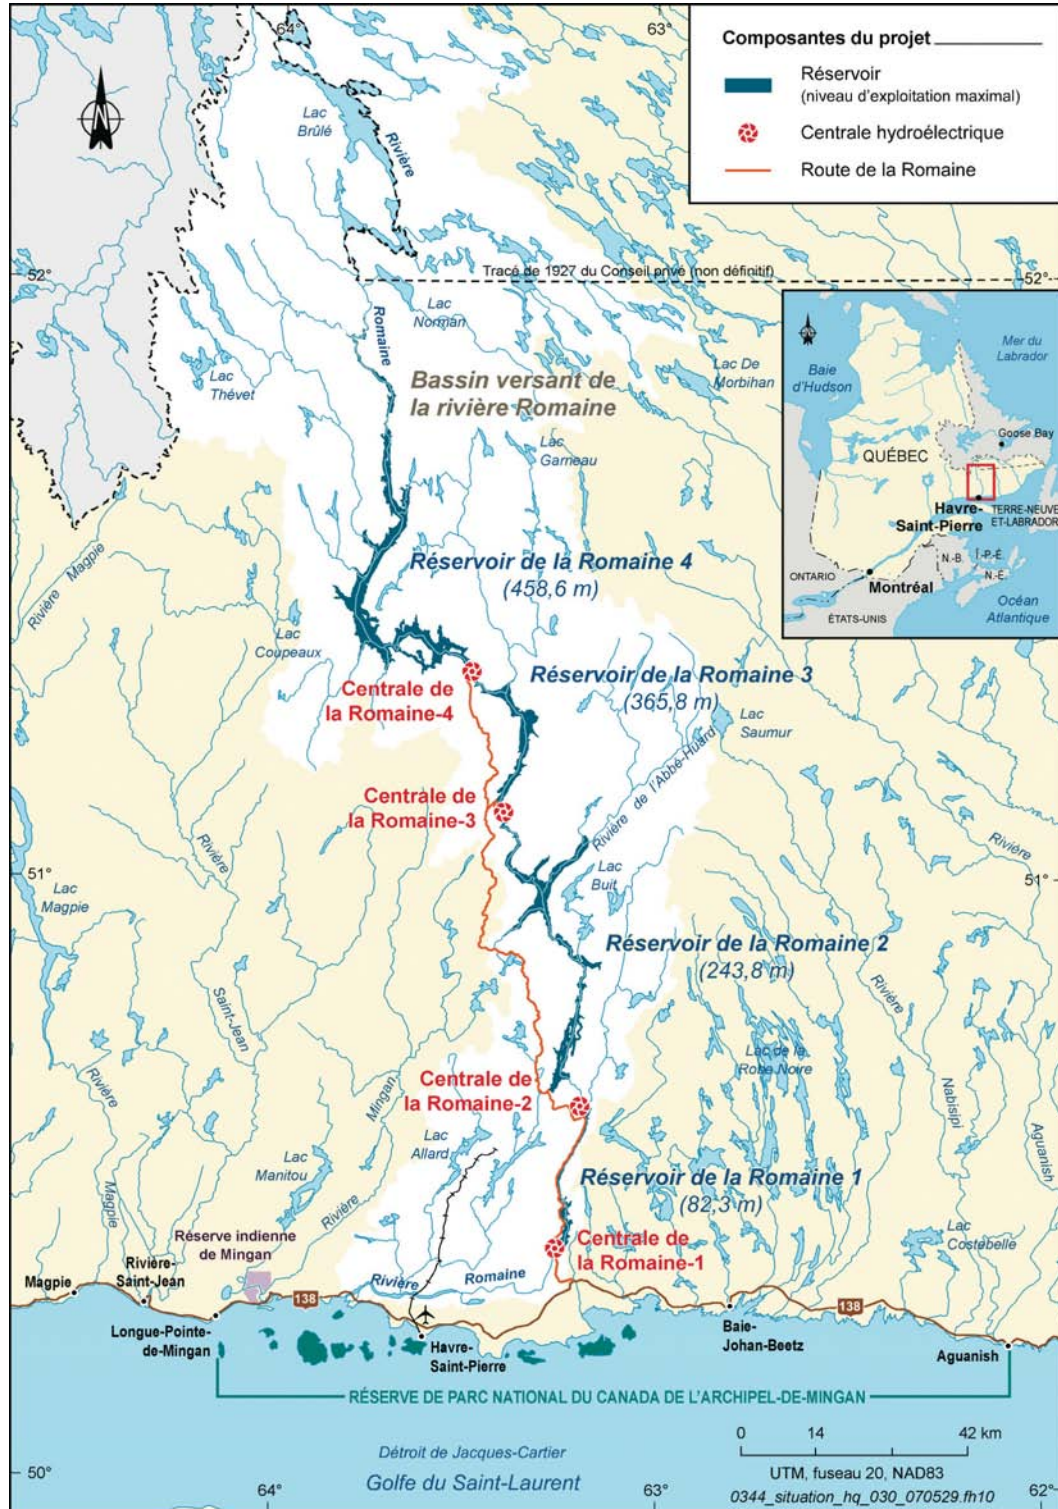 64°
63°
Composantes du projet
Réservoir
(niveau d'exploitation maximal)
Centrale hydroélectrique
Route de la Romaine
N
Lac
Brûlé
Rivière
52°
Tracé de 1927 du Conseil privé (non définitif)
52°
Lac
Norman
Romaine
Lac
Thévet
Bassin versant de
la rivière Romaine
Lac De
Morbihan
Lac
Garneau
Baie
d'Hudson
Mer du
Labrador
Goose Bay
QUÉBEC
Havre-
Saint-Pierre
TERRE-NEUVE-
ET-LABRADOR
N.-B.
Î.-P.-É.
N.-É.
ONTARIO
Montréal
ÉTATS-UNIS
Océan
Atlantique
Rivière Magpie
Réservoir de la Romaine 4
(458,6 m)
Lac
Coupeaux
Centrale de
la Romaine-4
Réservoir de la Romaine 3
(365,8 m)
Lac
Saumur
Rivière de l'Abbé-Huard
Centrale de
la Romaine-3
Rivière
Rivière
51°
51°
Lac
Magpie
Lac
Buit
Réservoir de la Romaine 2
(243,8 m)
Saint-Jean
Rivière
Lac de la
Robe Noire
Rivière
Mingan
Centrale de
la Romaine-2
Nabisipi
Aguanish
Lac
Allard
Lac
Manitou
Réservoir de la Romaine 1
(82,3 m)
Magpie
Rivière
Réserve indienne
de Mingan
Centrale de
la Romaine-1
Lac
Costebelle
Rivière
Romaine
Magpie
Rivière-
Saint-Jean
138
138
Longue-Pointe-
de-Mingan
Havre-
Saint-Pierre
Baie-
Johan-Beetz
Aguanish
RÉSERVE DE PARC NATIONAL DU CANADA DE L'ARCHIPEL-DE-MINGAN
0 14 42 km
Détroit de Jacques-Cartier
Golfe du Saint-Laurent
UTM, fuseau 20, NAD83
0344_situation_hq_030_070529.fh10
50°
64°
63°
62°